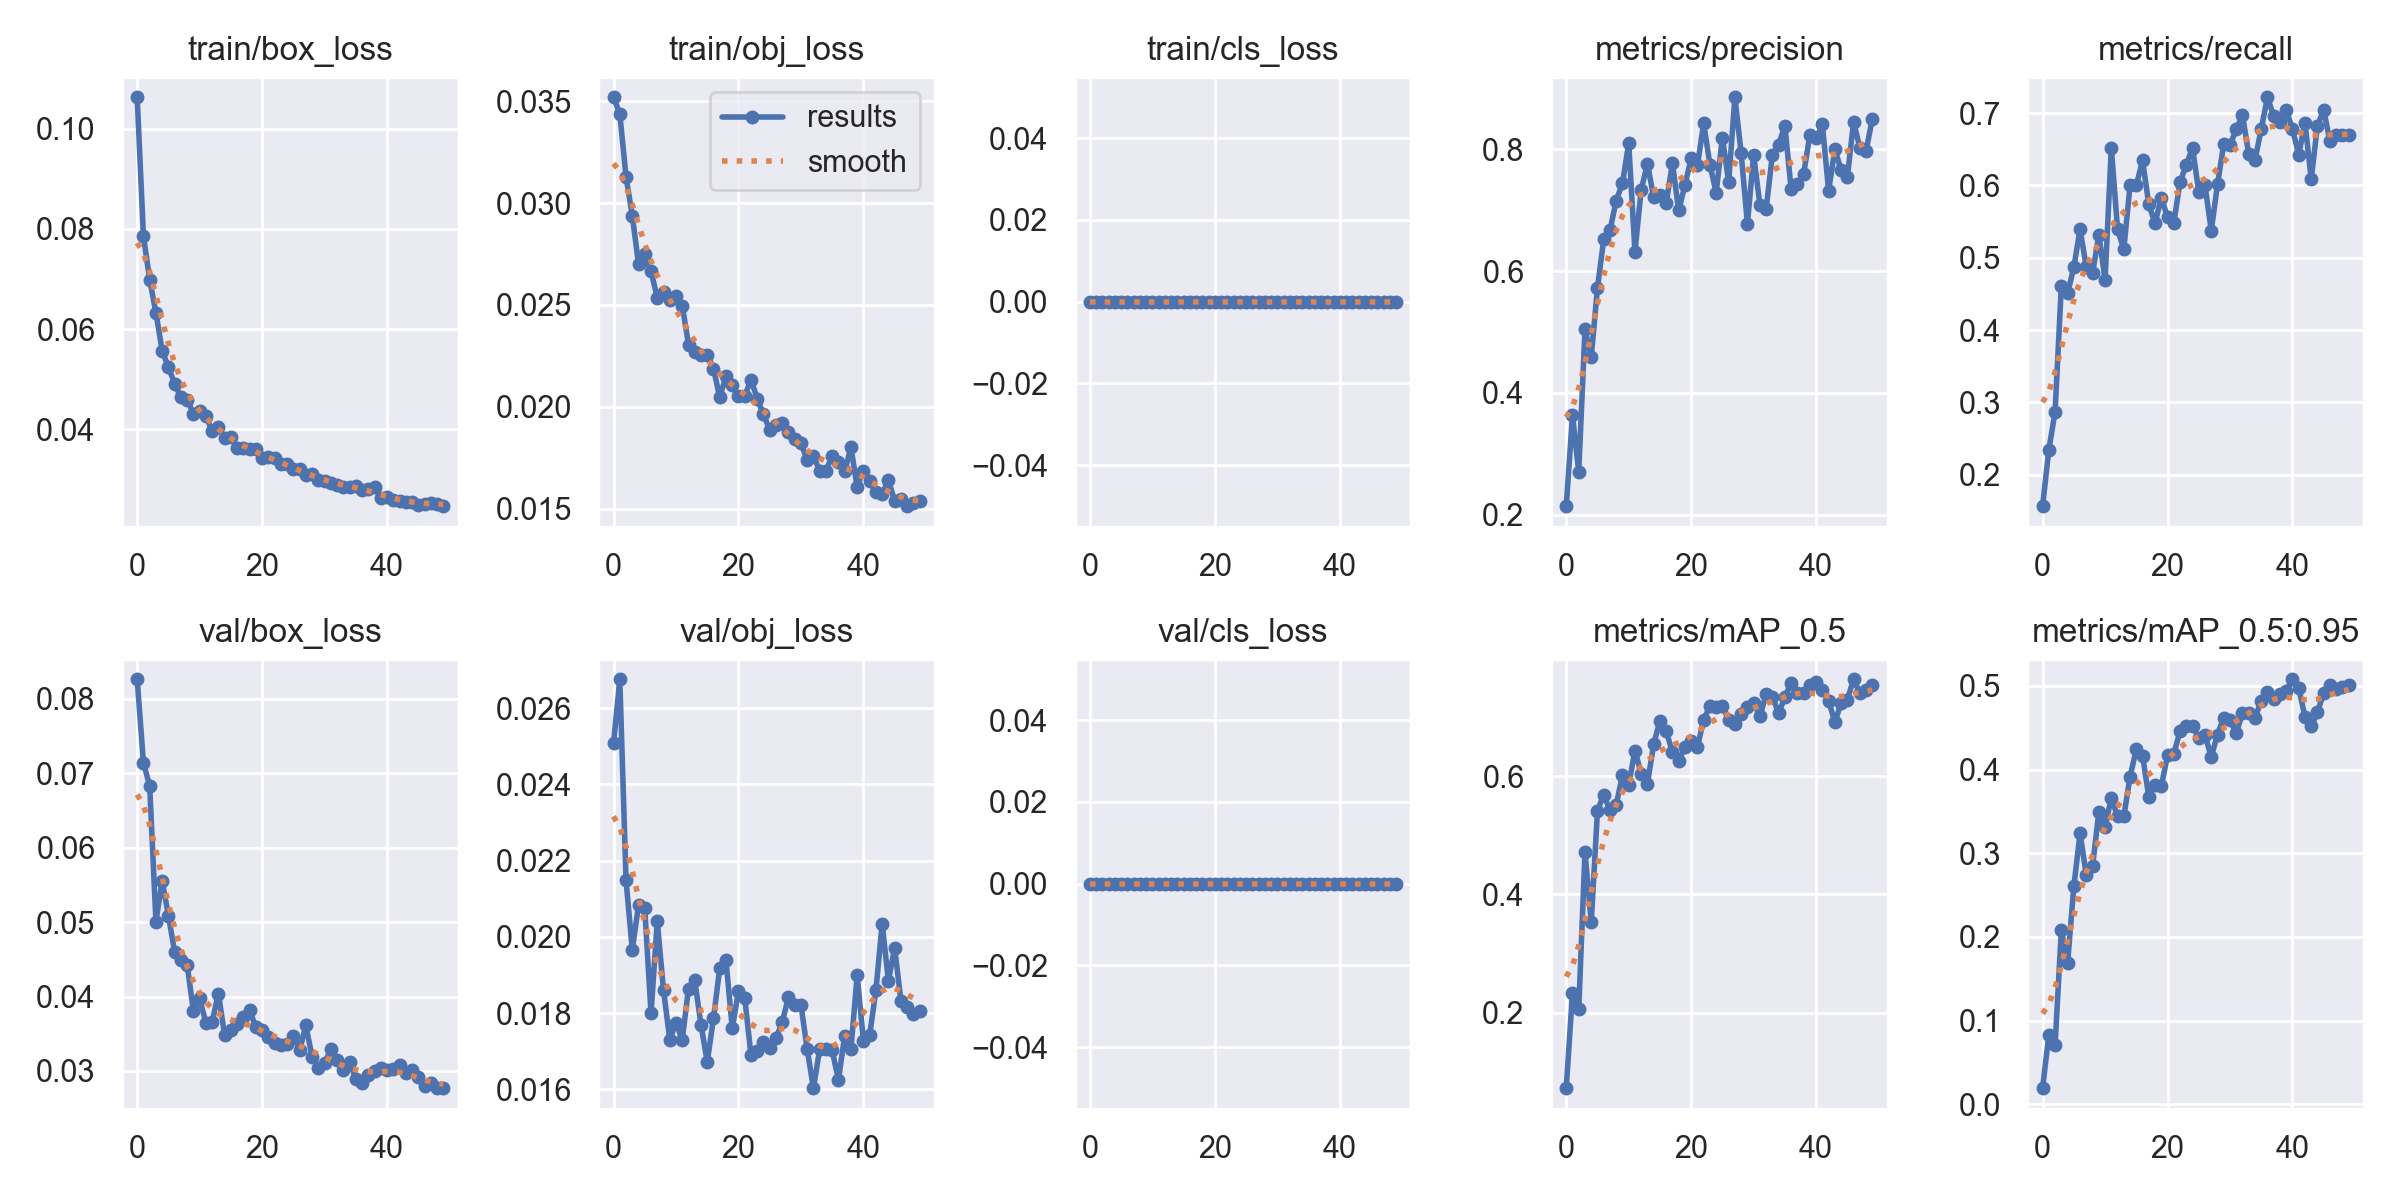 train/box_loss
0.10
0.08
0.06
0.04
0 20 40
train/obj_loss
results
smooth
0.035
0.030
0.025
0.020
0.015
0 20 40
train/cls_loss
0.04
0.02
0.00
−0.02
−0.04
0 20 40
metrics/precision
0.8
0.6
0.4
0.2
0 20 40
metrics/recall
0.7
0.6
0.5
0.4
0.3
0.2
0 20 40
val/box_loss
0.08
0.07
0.06
0.05
0.04
0.03
0 20 40
val/obj_loss
0.026
0.024
0.022
0.020
0.018
0.016
0 20 40
val/cls_loss
0.04
0.02
0.00
−0.02
−0.04
0 20 40
metrics/mAP_0.5
0.6
0.4
0.2
0 20 40
metrics/mAP_0.5:0.95
0.5
0.4
0.3
0.2
0.1
0.0
0 20 40